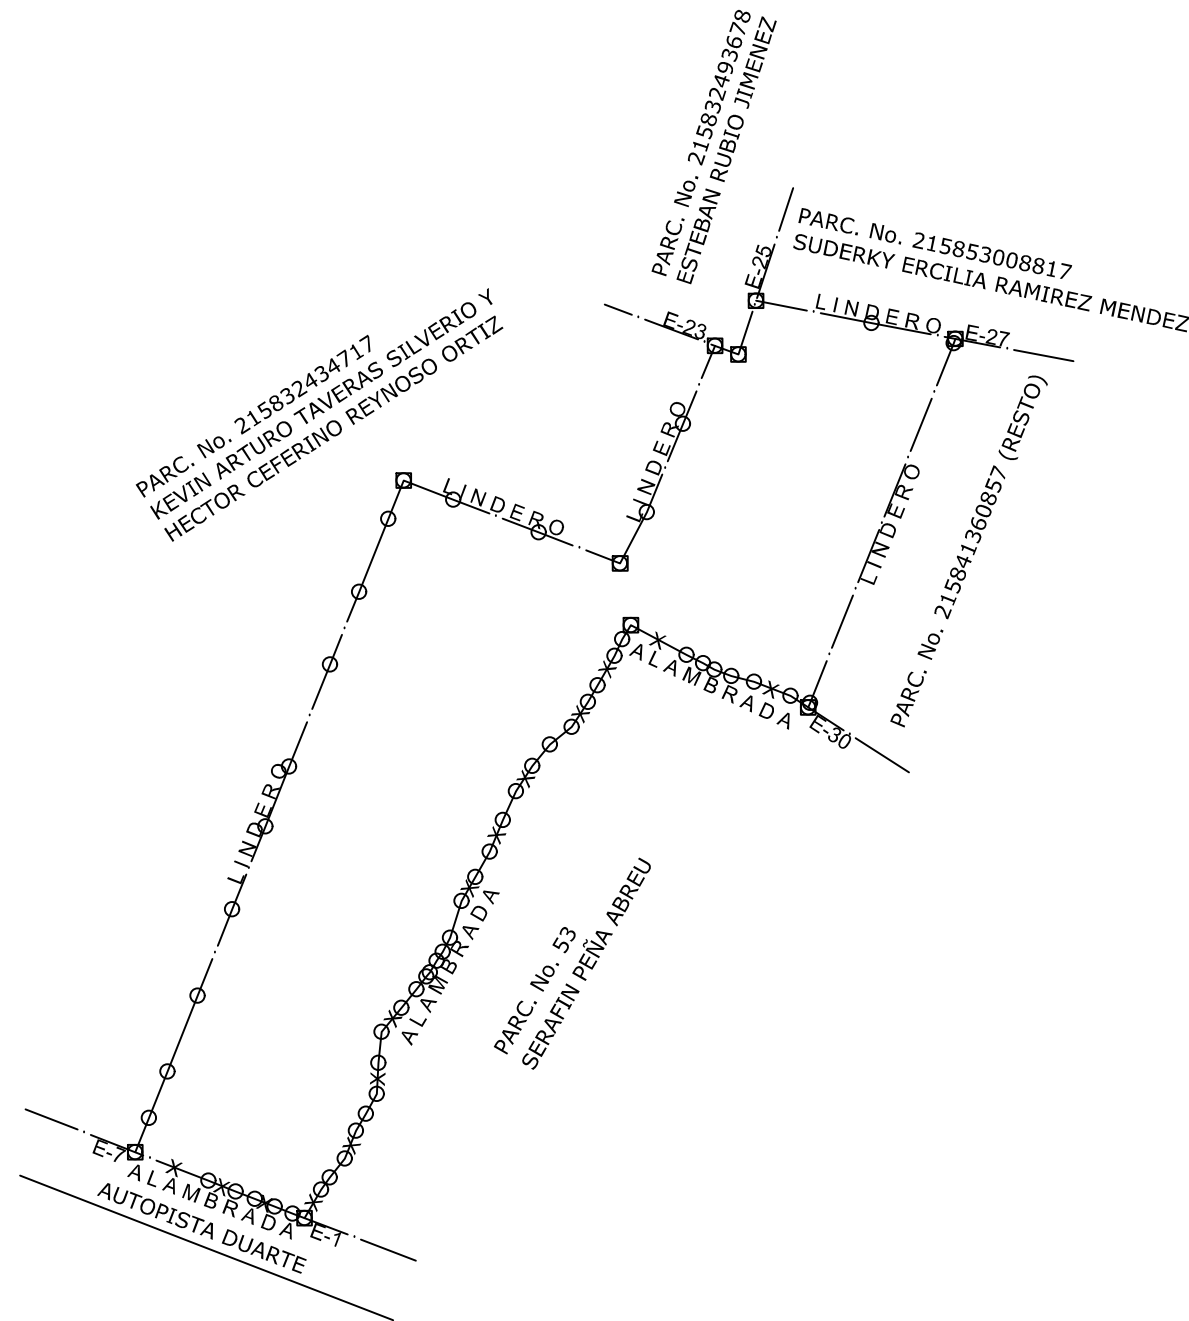 PARC. No. 215832493678
ESTEBAN RUBIO JIMENEZ
PARC. No. 215853008817
SUDERKY ERCILIA RAMIREZ MENDEZ
E-25
LINDERO
E-23
E-27
PARC. No. 215832434717
KEVIN ARTURO TAVERAS SILVERIO Y
HECTOR CEFERINO REYNOSO ORTIZ
LINDERO
LINDERO
LINDERO
PARC. No. 215841360857 (RESTO)
ALAMBRADA
E-30
LINDERO
ALAMBRADA
PARC. No. 53
SERAFIN PEÑA ABREU
E-7
ALAMBRADA
E-1
AUTOPISTA DUARTE